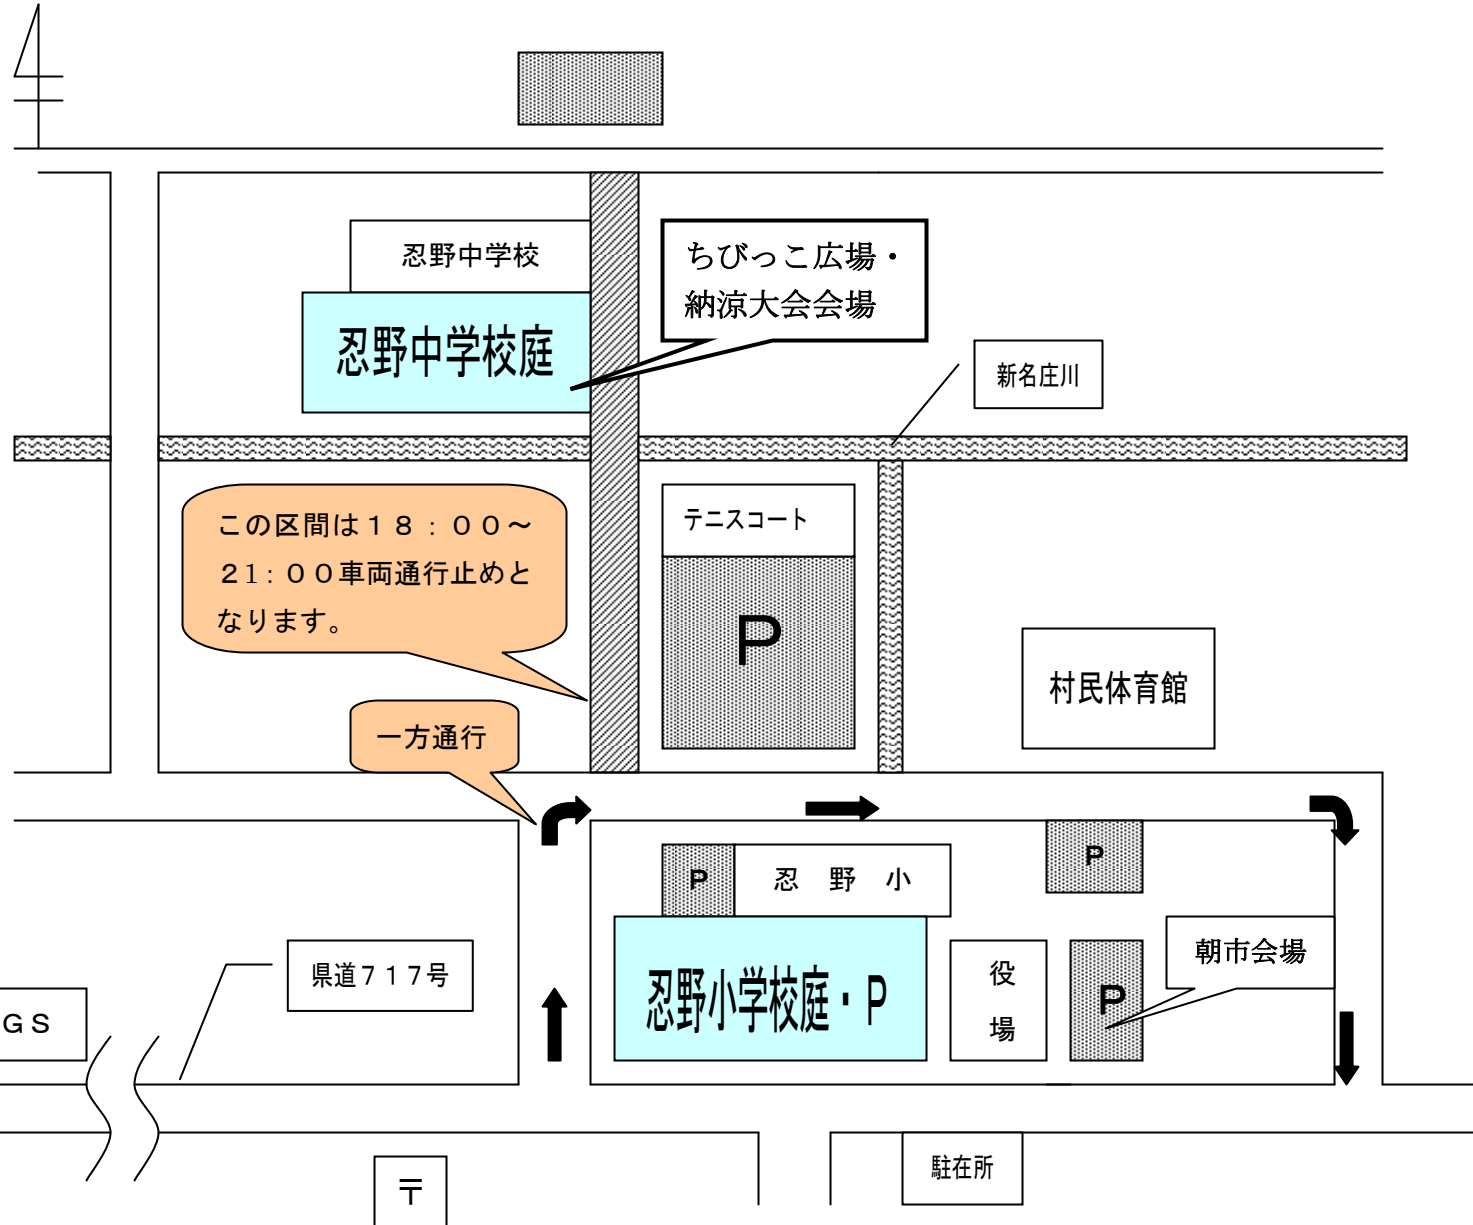 忍野中学校
ちびっこ広場・
納涼大会会場
忍野中学校庭
新名庄川
この区間は１８：００～
２1：００車両通行止めと
なります。
テニスコート
Ｐ
村民体育館
一方通行
Ｐ
忍　野　小
Ｐ
県道７１７号
忍野小学校庭・Ｐ
役
場
Ｐ
朝市会場
ＧＳ
駐在所
〒